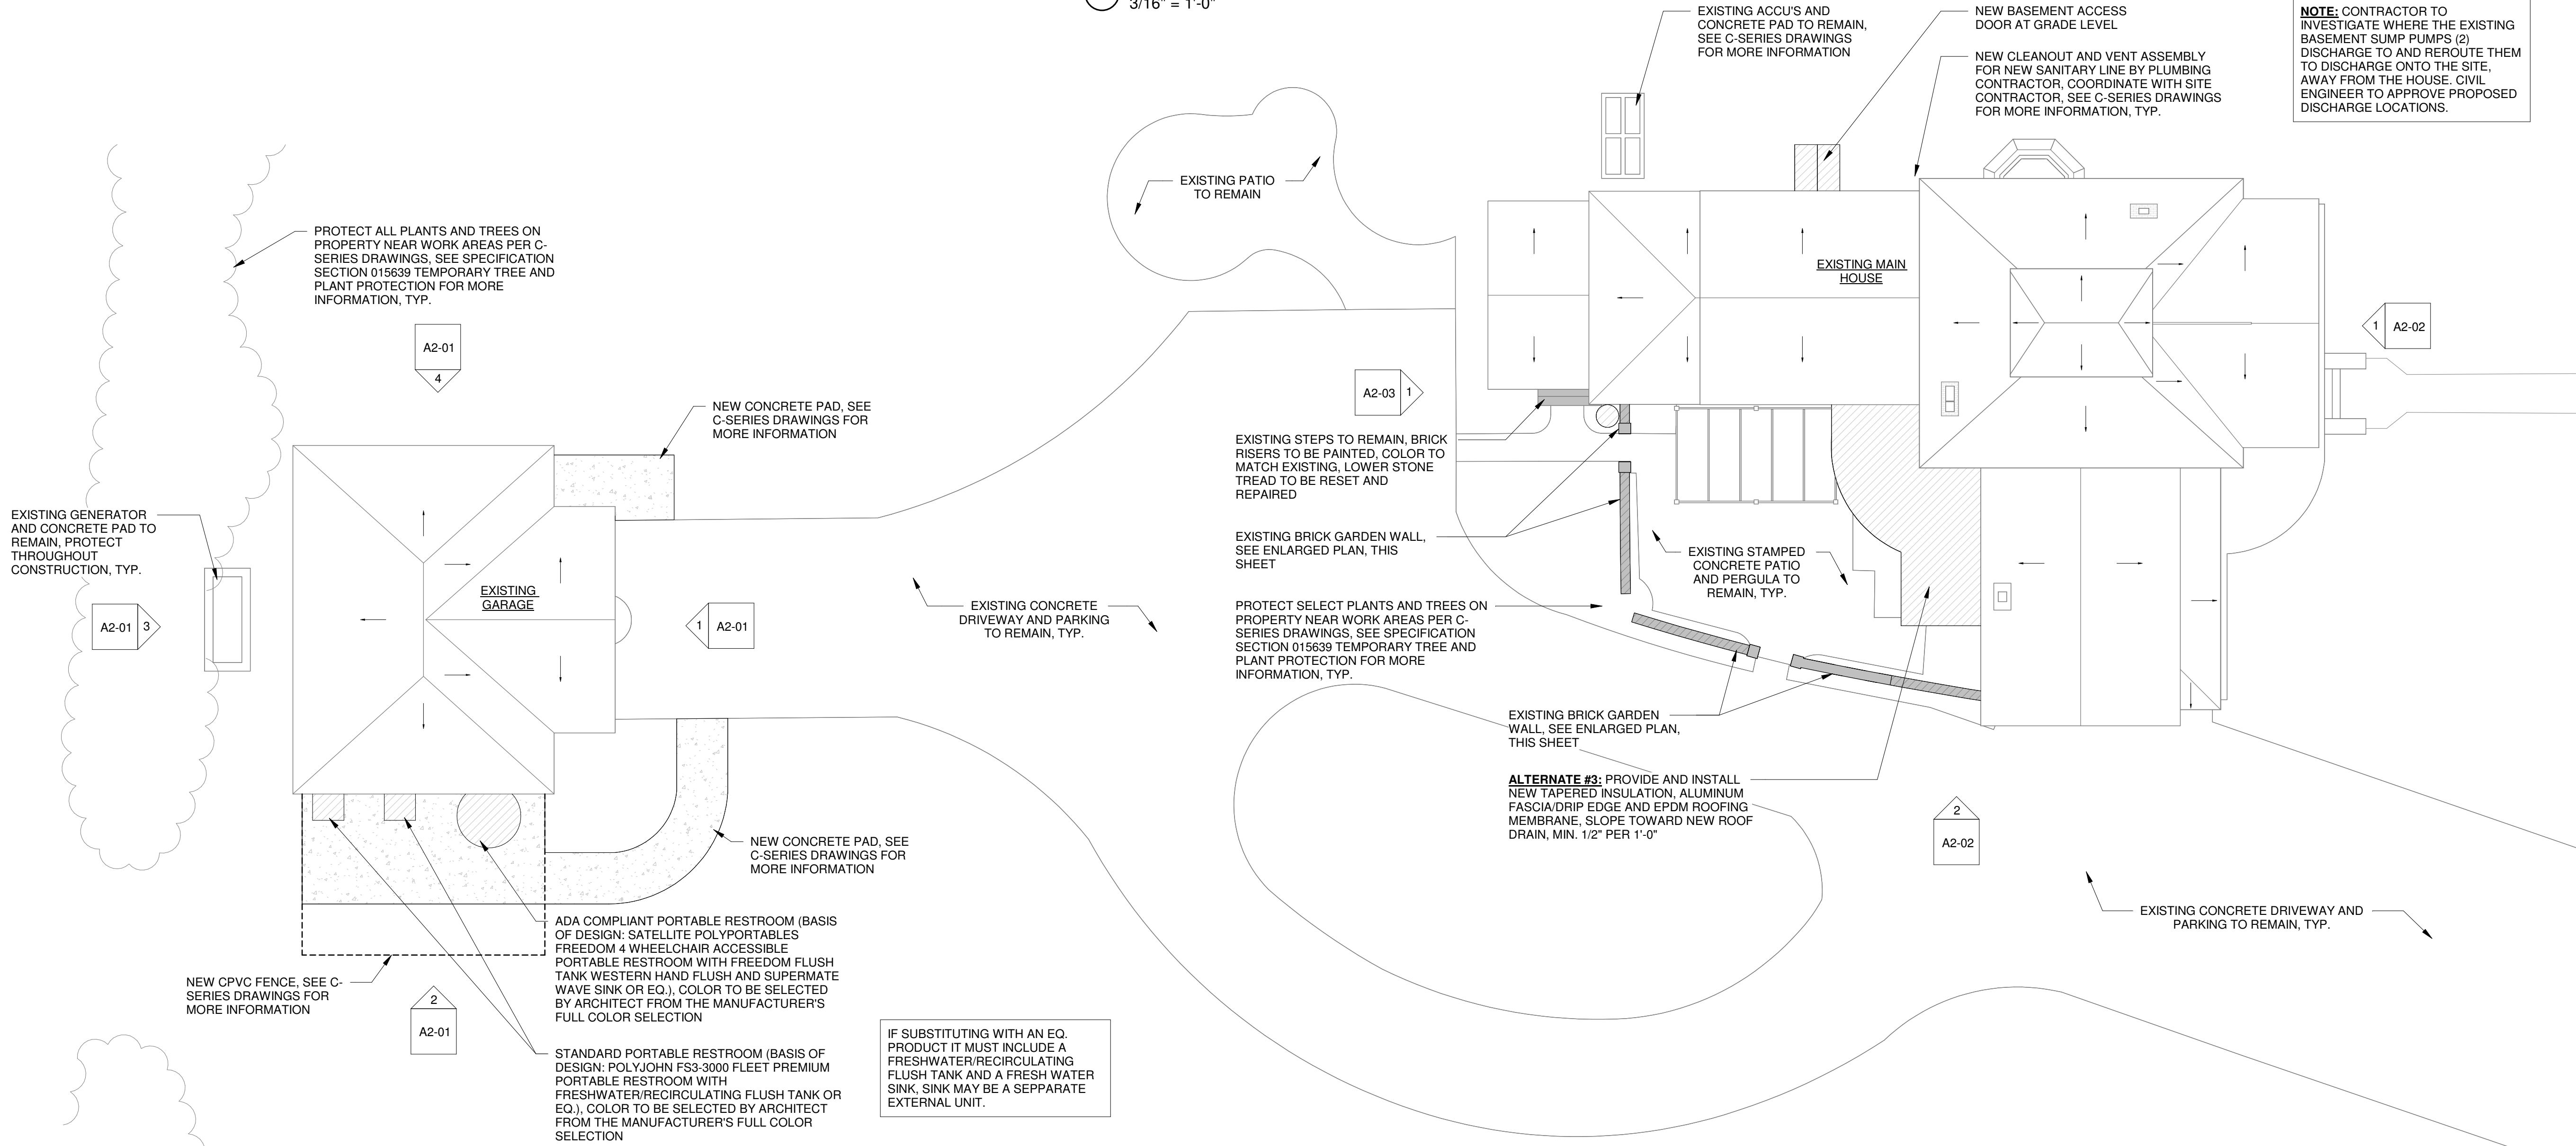 3/16" = 1'-0"
EXISTING ACCU'S AND
CONCRETE PAD TO REMAIN,
SEE C-SERIES DRAWINGS
FOR MORE INFORMATION
NEW BASEMENT ACCESS
DOOR AT GRADE LEVEL
NEW CLEANOUT AND VENT ASSEMBLY
FOR NEW SANITARY LINE BY PLUMBING
CONTRACTOR, COORDINATE WITH SITE
CONTRACTOR, SEE C-SERIES DRAWINGS
FOR MORE INFORMATION, TYP.
NOTE: CONTRACTOR TO
INVESTIGATE WHERE THE EXISTING
BASEMENT SUMP PUMPS (2)
DISCHARGE TO AND REROUTE THEM
TO DISCHARGE ONTO THE SITE,
AWAY FROM THE HOUSE. CIVIL
ENGINEER TO APPROVE PROPOSED
DISCHARGE LOCATIONS.
EXISTING PATIO
TO REMAIN
PROTECT ALL PLANTS AND TREES ON
PROPERTY NEAR WORK AREAS PER C-
SERIES DRAWINGS, SEE SPECIFICATION
SECTION 015639 TEMPORARY TREE AND
PLANT PROTECTION FOR MORE
INFORMATION, TYP.
EXISTING MAIN
HOUSE
A2-01
4
1
A2-02
A2-03
1
NEW CONCRETE PAD, SEE
C-SERIES DRAWINGS FOR
MORE INFORMATION
EXISTING STEPS TO REMAIN, BRICK
RISERS TO BE PAINTED, COLOR TO
MATCH EXISTING, LOWER STONE
TREAD TO BE RESET AND
REPAIRED
EXISTING GENERATOR
AND CONCRETE PAD TO
REMAIN, PROTECT
THROUGHOUT
CONSTRUCTION, TYP.
EXISTING BRICK GARDEN WALL,
SEE ENLARGED PLAN, THIS
SHEET
EXISTING STAMPED
CONCRETE PATIO
AND PERGULA TO
REMAIN, TYP.
EXISTING
GARAGE
A2-01
3
1
A2-01
EXISTING CONCRETE
DRIVEWAY AND PARKING
TO REMAIN, TYP.
PROTECT SELECT PLANTS AND TREES ON
PROPERTY NEAR WORK AREAS PER C-
SERIES DRAWINGS, SEE SPECIFICATION
SECTION 015639 TEMPORARY TREE AND
PLANT PROTECTION FOR MORE
INFORMATION, TYP.
EXISTING BRICK GARDEN
WALL, SEE ENLARGED PLAN,
THIS SHEET
ALTERNATE #3: PROVIDE AND INSTALL
NEW TAPERED INSULATION, ALUMINUM
FASCIA/DRIP EDGE AND EPDM ROOFING
MEMBRANE, SLOPE TOWARD NEW ROOF
DRAIN, MIN. 1/2" PER 1'-0"
2
A2-02
NEW CONCRETE PAD, SEE
C-SERIES DRAWINGS FOR
MORE INFORMATION
EXISTING CONCRETE DRIVEWAY AND
PARKING TO REMAIN, TYP.
ADA COMPLIANT PORTABLE RESTROOM (BASIS
OF DESIGN: SATELLITE POLYPORTABLES
FREEDOM 4 WHEELCHAIR ACCESSIBLE
PORTABLE RESTROOM WITH FREEDOM FLUSH
TANK WESTERN HAND FLUSH AND SUPERMATE
WAVE SINK OR EQ.), COLOR TO BE SELECTED
BY ARCHITECT FROM THE MANUFACTURER'S
FULL COLOR SELECTION
NEW CPVC FENCE, SEE C-
SERIES DRAWINGS FOR
MORE INFORMATION
2
A2-01
STANDARD PORTABLE RESTROOM (BASIS OF
DESIGN: POLYJOHN FS3-3000 FLEET PREMIUM
PORTABLE RESTROOM WITH
FRESHWATER/RECIRCULATING FLUSH TANK OR
EQ.), COLOR TO BE SELECTED BY ARCHITECT
FROM THE MANUFACTURER'S FULL COLOR
SELECTION
IF SUBSTITUTING WITH AN EQ.
PRODUCT IT MUST INCLUDE A
FRESHWATER/RECIRCULATING
FLUSH TANK AND A FRESH WATER
SINK, SINK MAY BE A SEPPARATE
EXTERNAL UNIT.